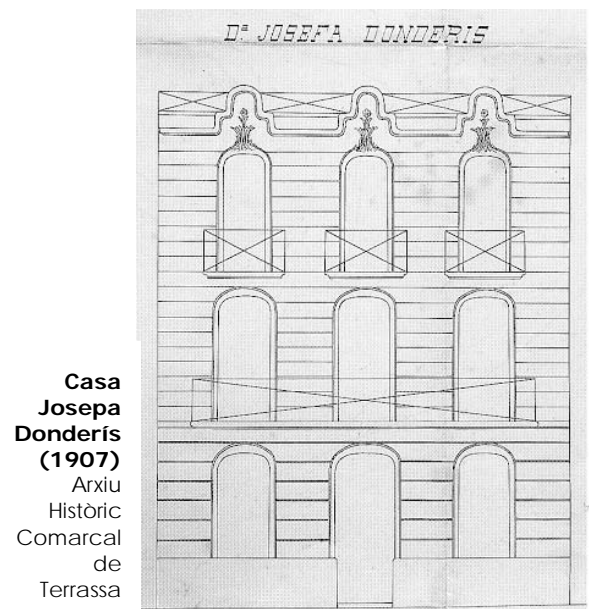 Dª JOSEFA DONDERIS
Casa
Josepa
Donderís
(1907)
Arxiu
Històric
Comarcal
de
Terrassa